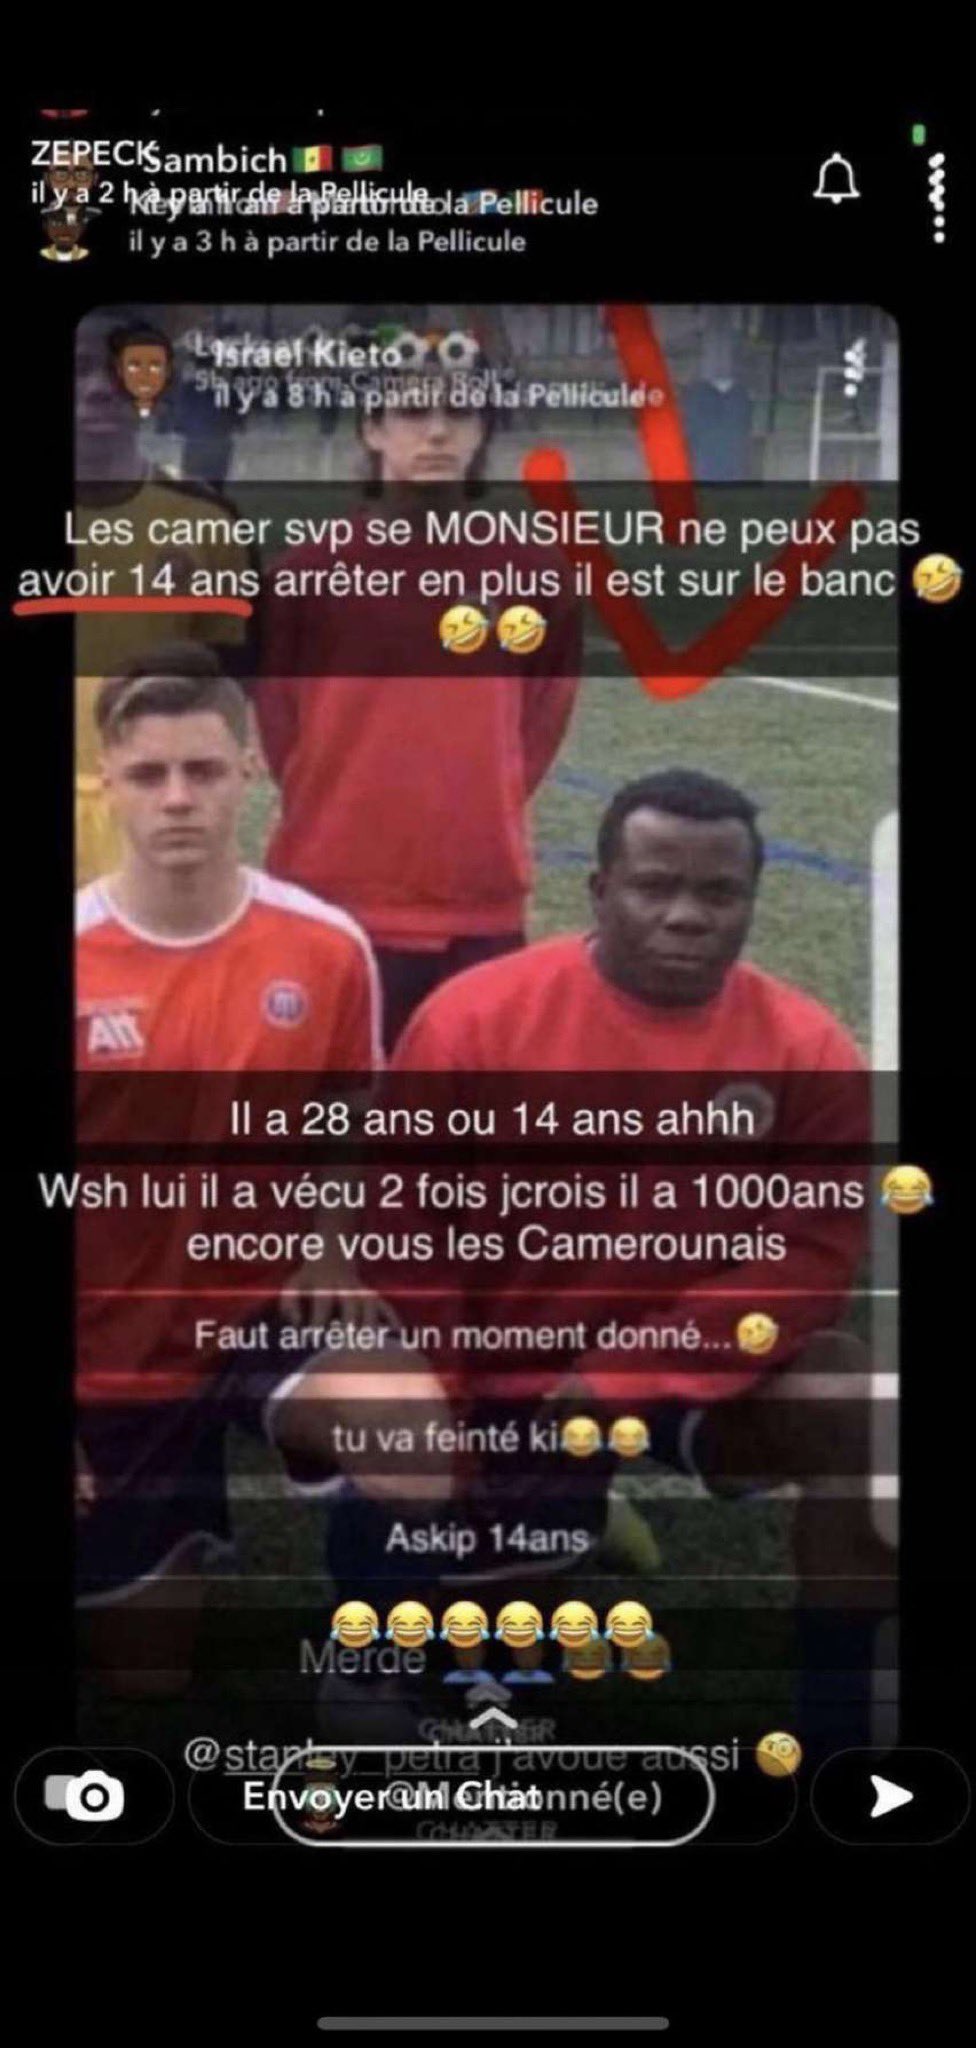 ZEPECK
Sambich
il y a 2 h à partir de la Pellicule
la Pellicule
il y a 3 h à partir de la Pellicule
Israel Kieto
il y a 8 h à partir de la Pellicule
Les camer svp se MONSIEUR ne peux pas
avoir 14 ans arrêter en plus il est sur le banc 🤣
🤣🤣
Il a 28 ans ou 14 ans ahhh
Wsh lui il a vécu 2 fois jcrois il a 1000ans 😂
encore vous les Camerounais
Faut arrêter un moment donné...🤣
tu va feinté ki😂😂
Askip 14ans
😂😂😂😂😂😂
Merde
@stanley_petra j'avoue aussi 🧐
Envoyer un Chat